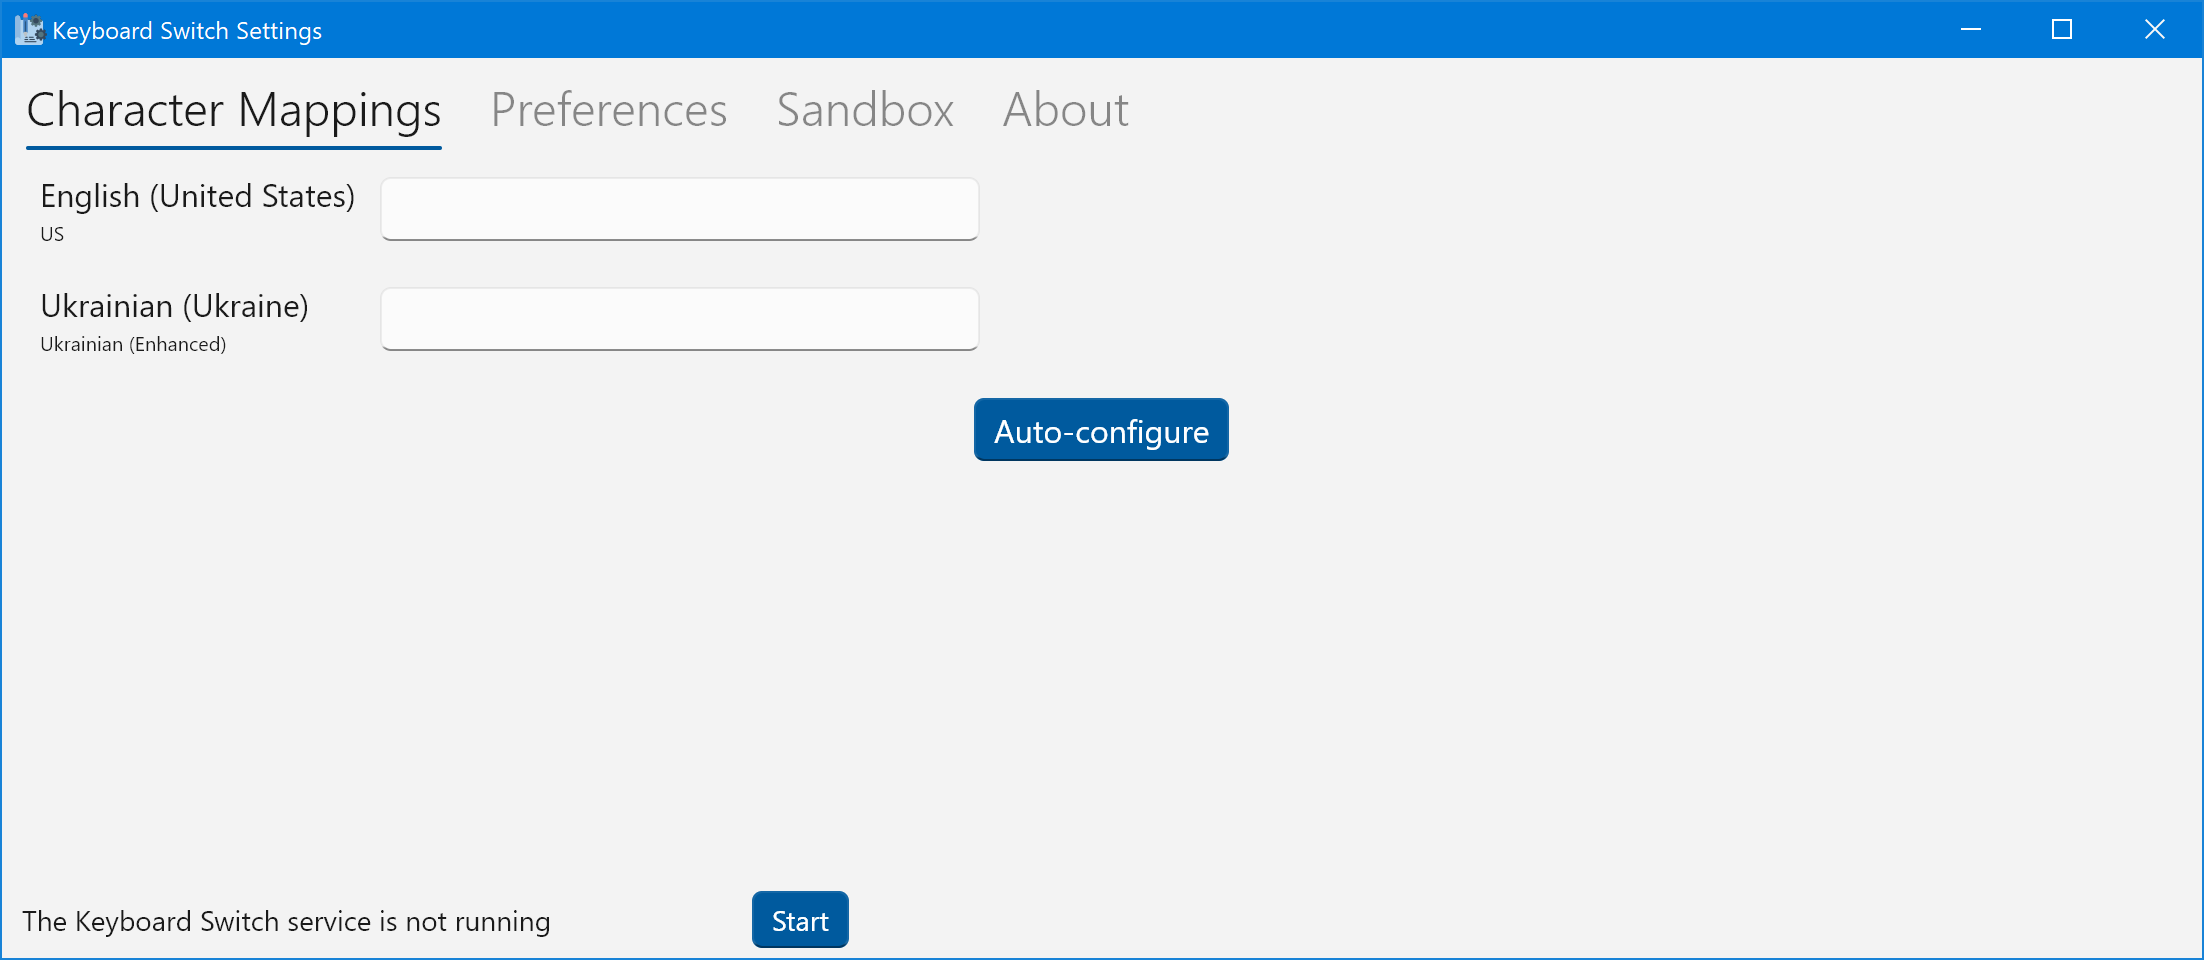 Keyboard Switch Settings
Character Mappings Preferences Sandbox About
English (United States)
US
Ukrainian (Ukraine)
Ukrainian (Enhanced)
Auto-configure
The Keyboard Switch service is not running Start